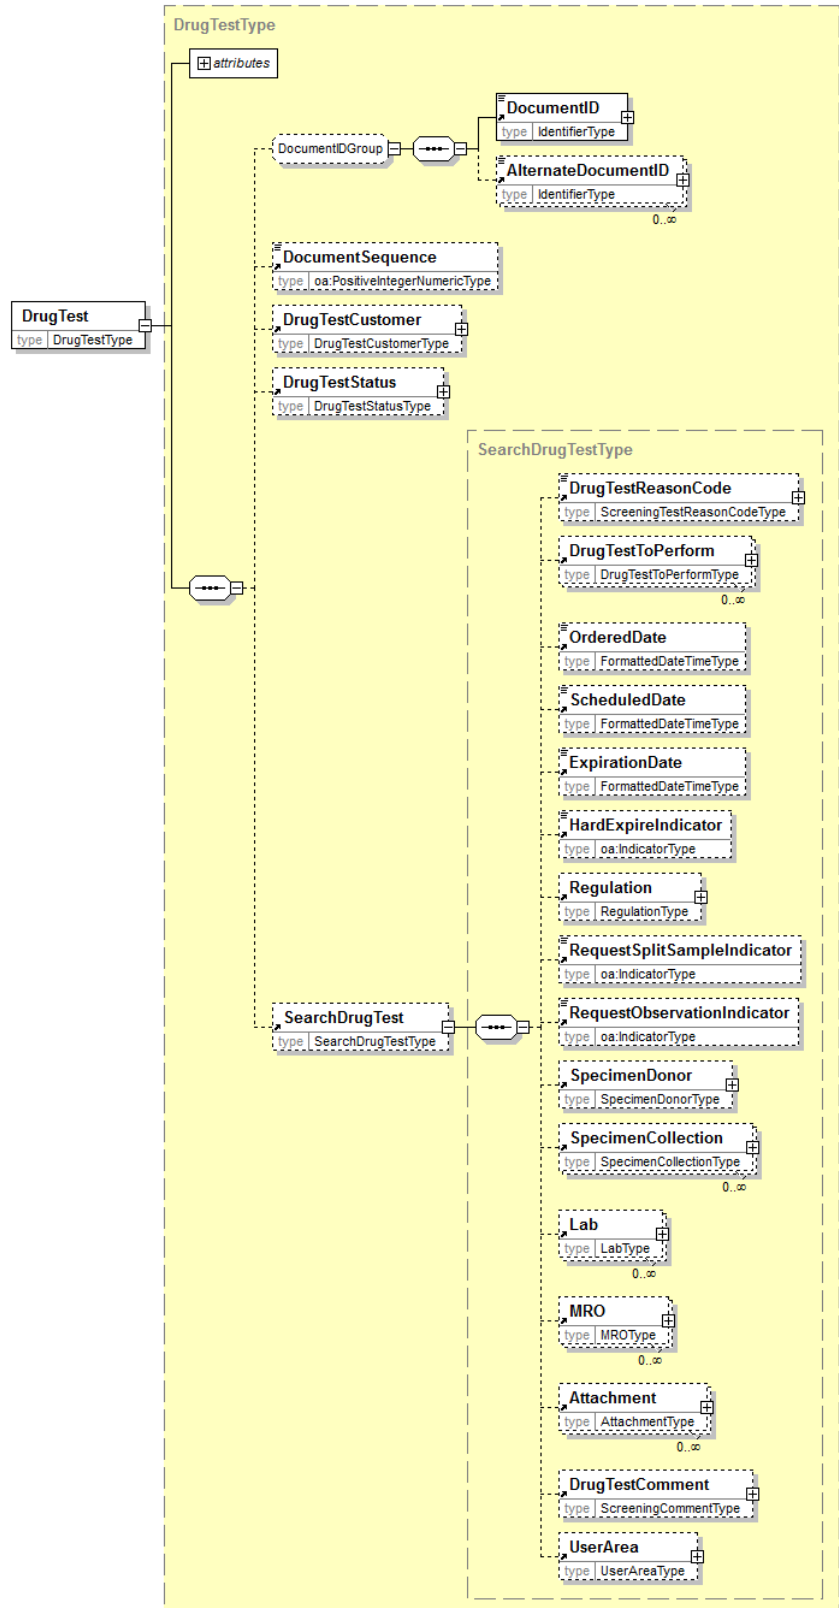 DrugTestType
attributes
DocumentID
type IdentifierType
DocumentIDGroup
AlternateDocumentID
type IdentifierType
0..∞
DocumentSequence
type oa:PositiveIntegerNumericType
DrugTest
type DrugTestType
DrugTestCustomer
type DrugTestCustomerType
DrugTestStatus
type DrugTestStatusType
SearchDrugTestType
DrugTestReasonCode
type ScreeningTestReasonCodeType
DrugTestToPerform
type DrugTestToPerformType
0..∞
OrderedDate
type FormattedDateTimeType
ScheduledDate
type FormattedDateTimeType
ExpirationDate
type FormattedDateTimeType
HardExpireIndicator
type oa:IndicatorType
Regulation
type RegulationType
RequestSplitSampleIndicator
type oa:IndicatorType
SearchDrugTest
type SearchDrugTestType
RequestObservationIndicator
type oa:IndicatorType
SpecimenDonor
type SpecimenDonorType
SpecimenCollection
type SpecimenCollectionType
0..∞
Lab
type LabType
0..∞
MRO
type MROType
0..∞
Attachment
type AttachmentType
0..∞
DrugTestComment
type ScreeningCommentType
UserArea
type UserAreaType